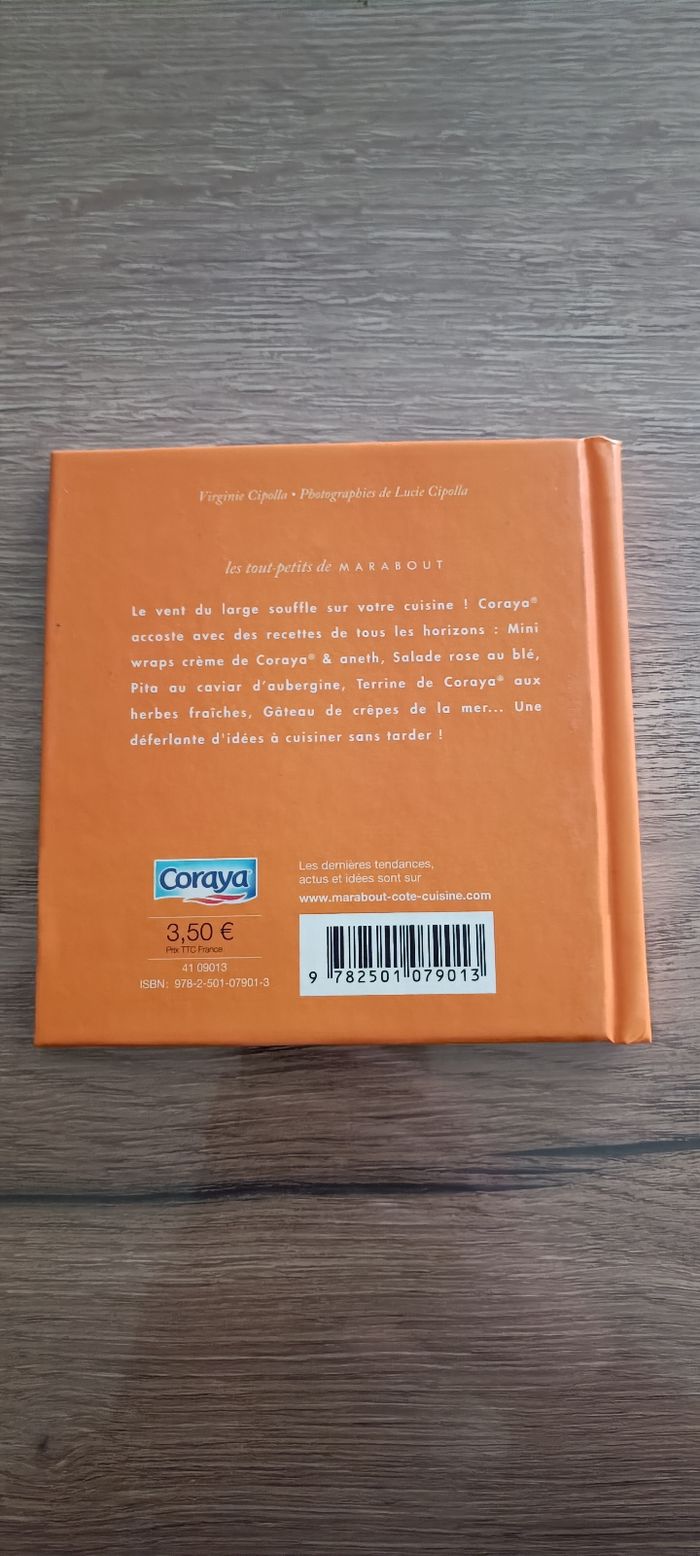 Virginie Cipolla • Photographies de Lucie Cipolla
les tout-petits de MARABOUT
Le vent du large souffle sur votre cuisine ! Coraya®
accoste avec des recettes de tous les horizons : Mini
wraps crème de Coraya® & aneth, Salade rose au blé,
Pita au caviar d'aubergine, Terrine de Coraya® aux
herbes fraîches, Gâteau de crêpes de la mer... Une
déferlante d'idées à cuisiner sans tarder !
Coraya
3,50 €
Prix TTC France
41 09013
ISBN: 978-2-501-07901-3
Les dernières tendances,
actus et idées sont sur
www.marabout-cote-cuisine.com
9 782501 079013